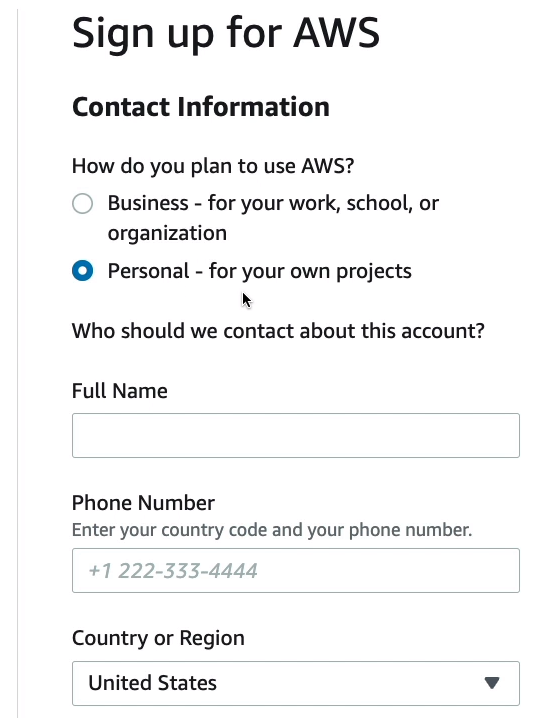 Sign up for AWS
Contact Information
How do you plan to use AWS?
Business - for your work, school, or
organization
Personal - for your own projects
Who should we contact about this account?
Full Name
Phone Number
Enter your country code and your phone number.
+1 222-333-4444
Country or Region
United States